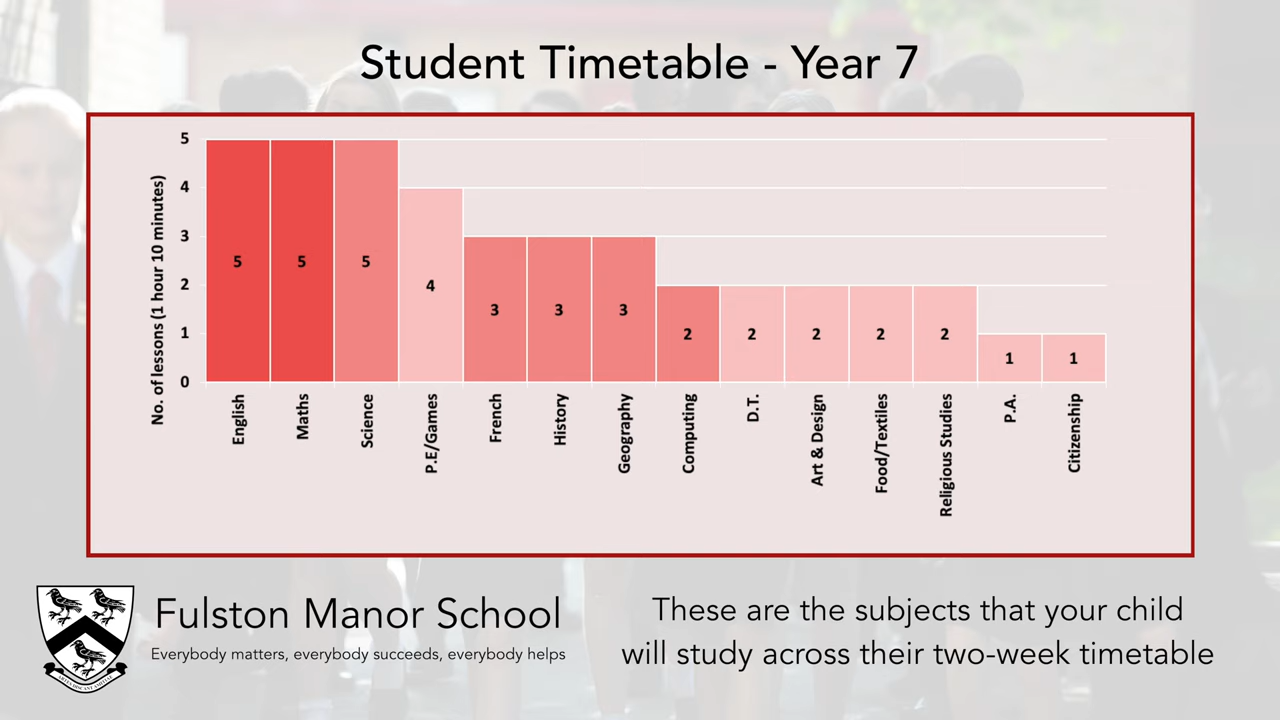 Student Timetable - Year 7
No. of lessons (1 hour 10 minutes)
5
4
3
2
1
0
5
5
5
4
3
3
3
2
2
2
2
2
1
1
English
Maths
Science
P.E/Games
French
History
Geography
Computing
D.T.
Art & Design
Food/Textiles
Religious Studies
P.A.
Citizenship
Fulston Manor School
Everybody matters, everybody succeeds, everybody helps
These are the subjects that your child
will study across their two-week timetable